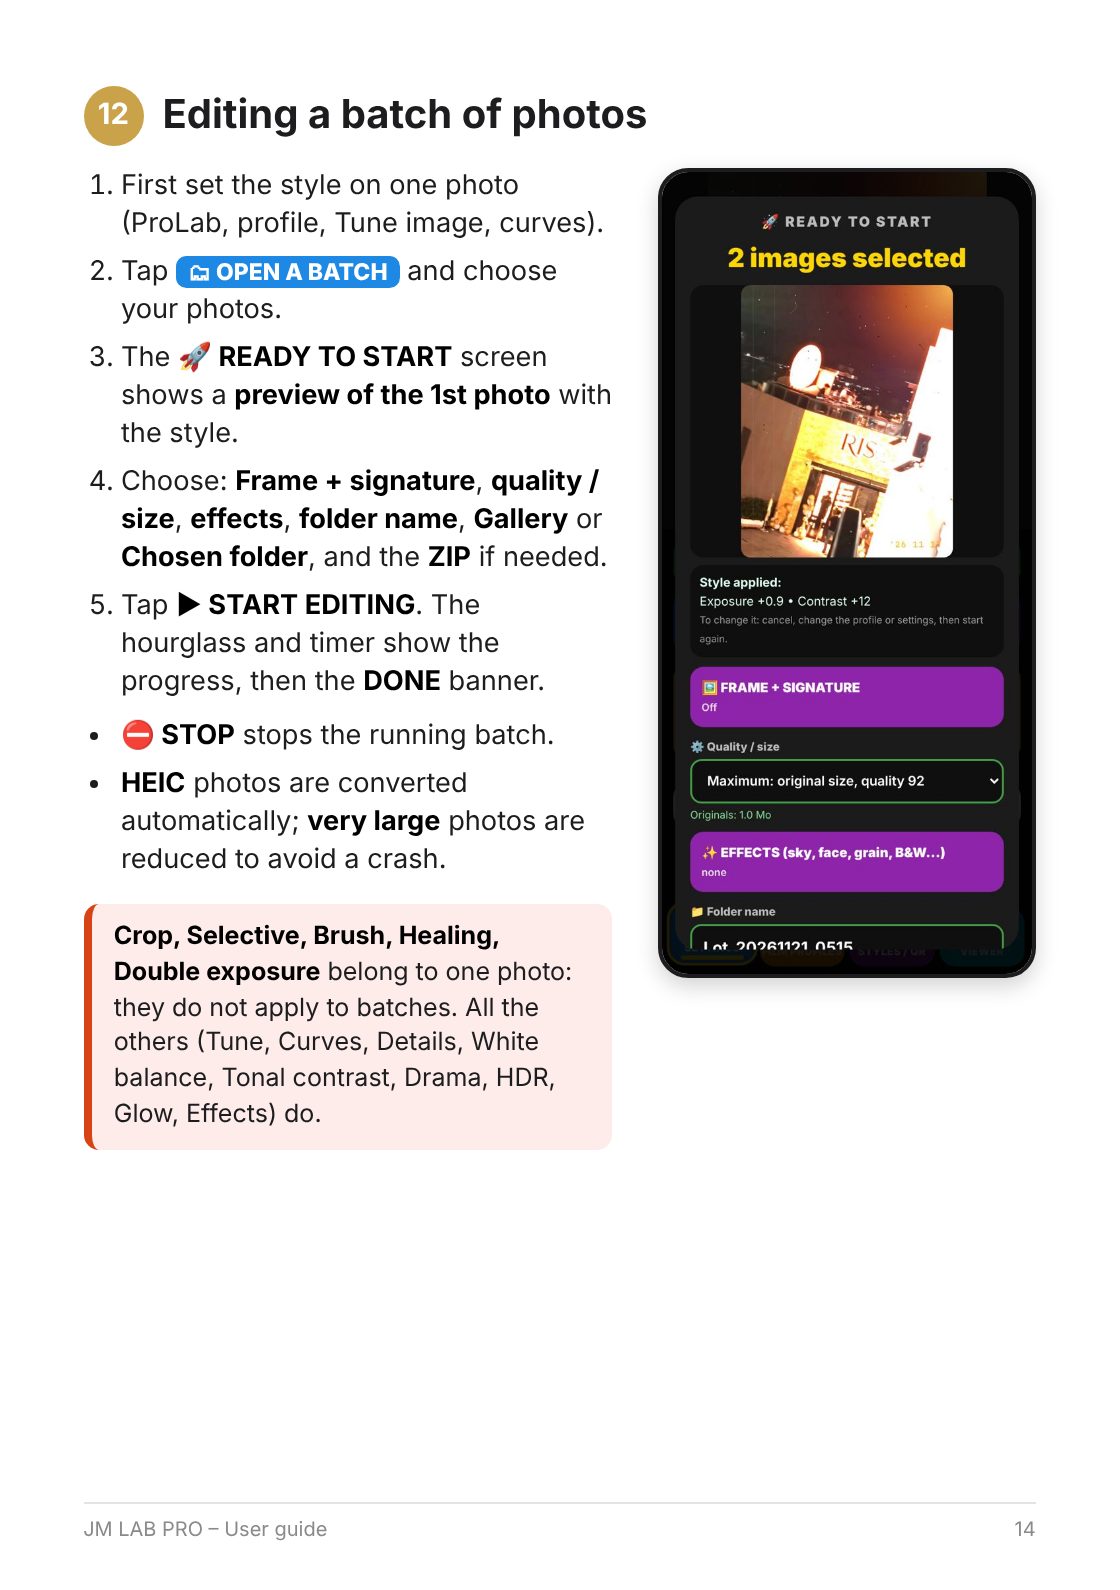 12 Editing a batch of photos
1. First set the style on one photo
(ProLab, profile, Tune image, curves).
2. Tap 🗂 OPEN A BATCH and choose
your photos.
3. The 🚀 READY TO START screen
shows a preview of the 1st photo with
the style.
4. Choose: Frame + signature, quality /
size, effects, folder name, Gallery or
Chosen folder, and the ZIP if needed.
5. Tap ▶ START EDITING. The
hourglass and timer show the
progress, then the DONE banner.
• ⛔ STOP stops the running batch.
• HEIC photos are converted
automatically; very large photos are
reduced to avoid a crash.
Crop, Selective, Brush, Healing,
Double exposure belong to one photo:
they do not apply to batches. All the
others (Tune, Curves, Details, White
balance, Tonal contrast, Drama, HDR,
Glow, Effects) do.
🚀 READY TO START
2 images selected
RIS
'26 11
Style applied:
Exposure +0.9 • Contrast +12
To change it: cancel, change the profile or settings, then start
again.
🖼 FRAME + SIGNATURE
Off
⚙ Quality / size
Maximum: original size, quality 92
Originals: 1.0 Mo
✨ EFFECTS (sky, face, grain, B&W...)
none
📁 Folder name
Lot_20261121_0515
VIEWER
JM LAB PRO – User guide
14